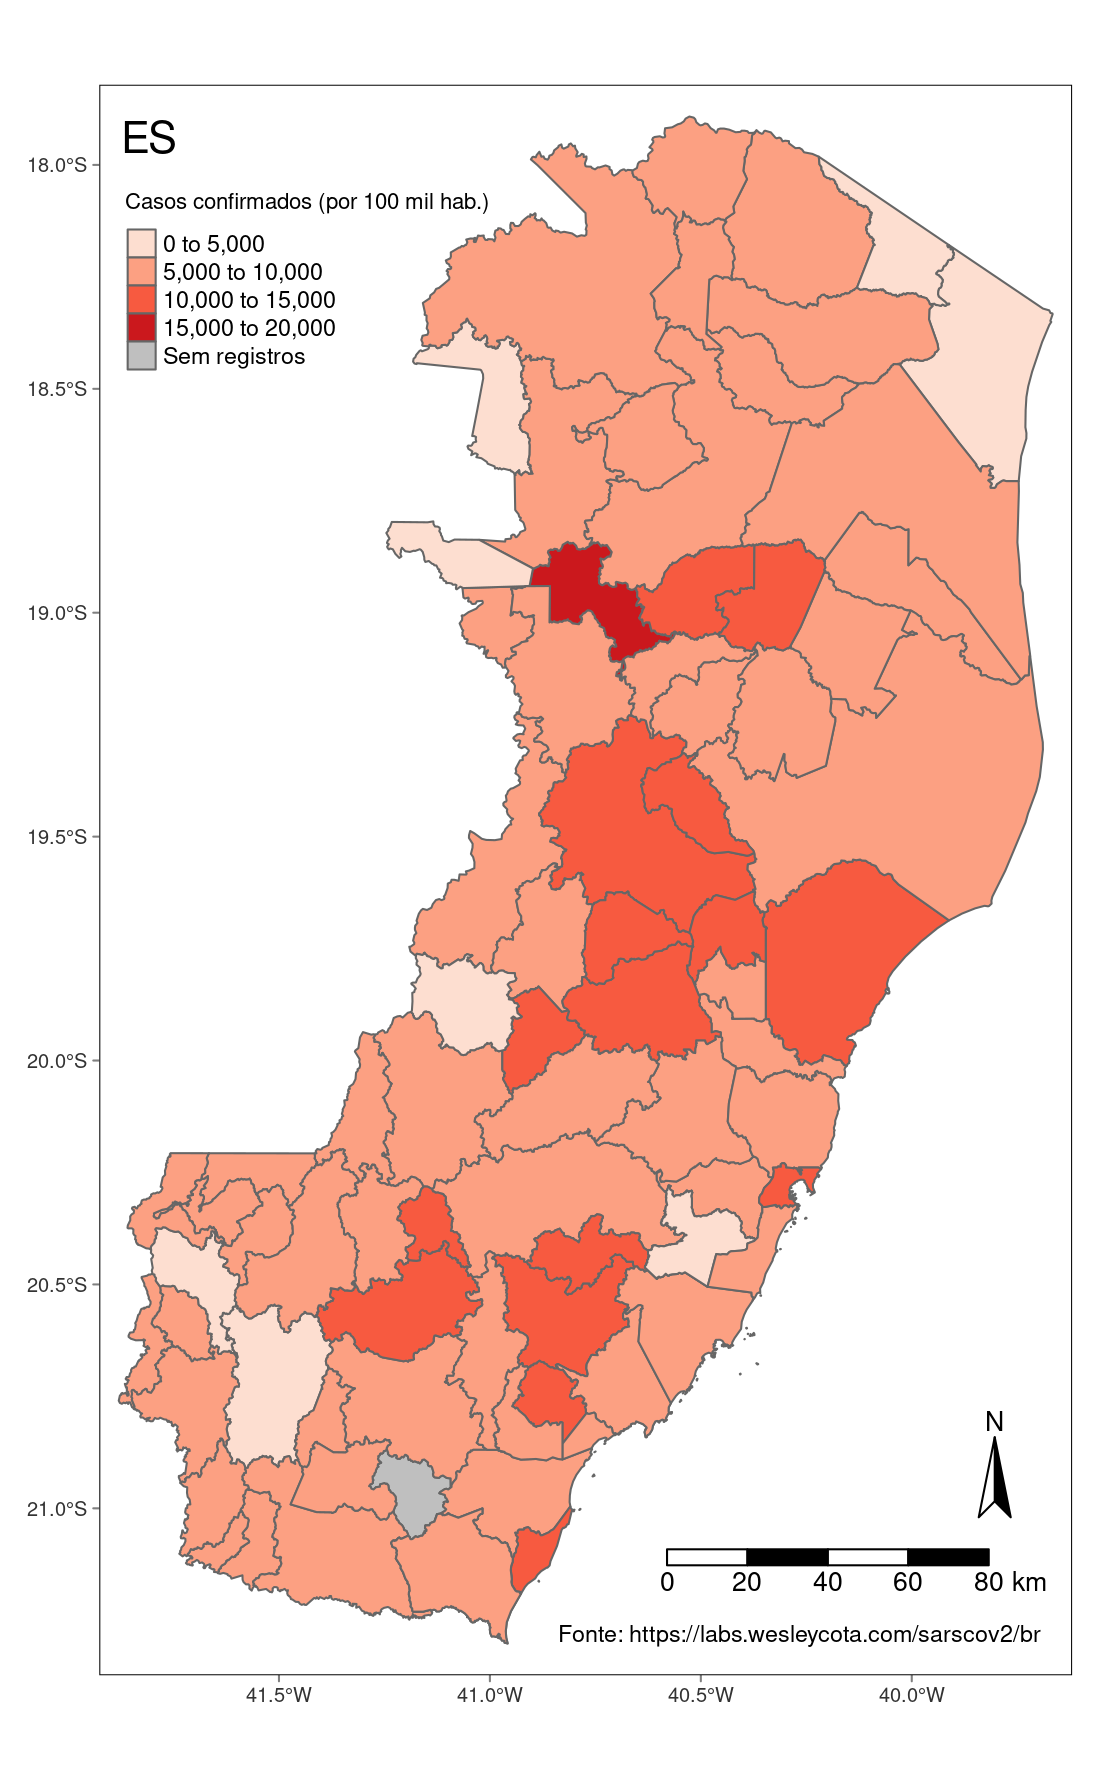 ES
Casos confirmados (por 100 mil hab.)
0 to 5,000
5,000 to 10,000
10,000 to 15,000
15,000 to 20,000
Sem registros
18.0°S
18.5°S
19.0°S
19.5°S
20.0°S
20.5°S
21.0°S
N
0 20 40 60 80 km
Fonte: https://labs.wesleycota.com/sarscov2/br
41.5°W 41.0°W 40.5°W 40.0°W